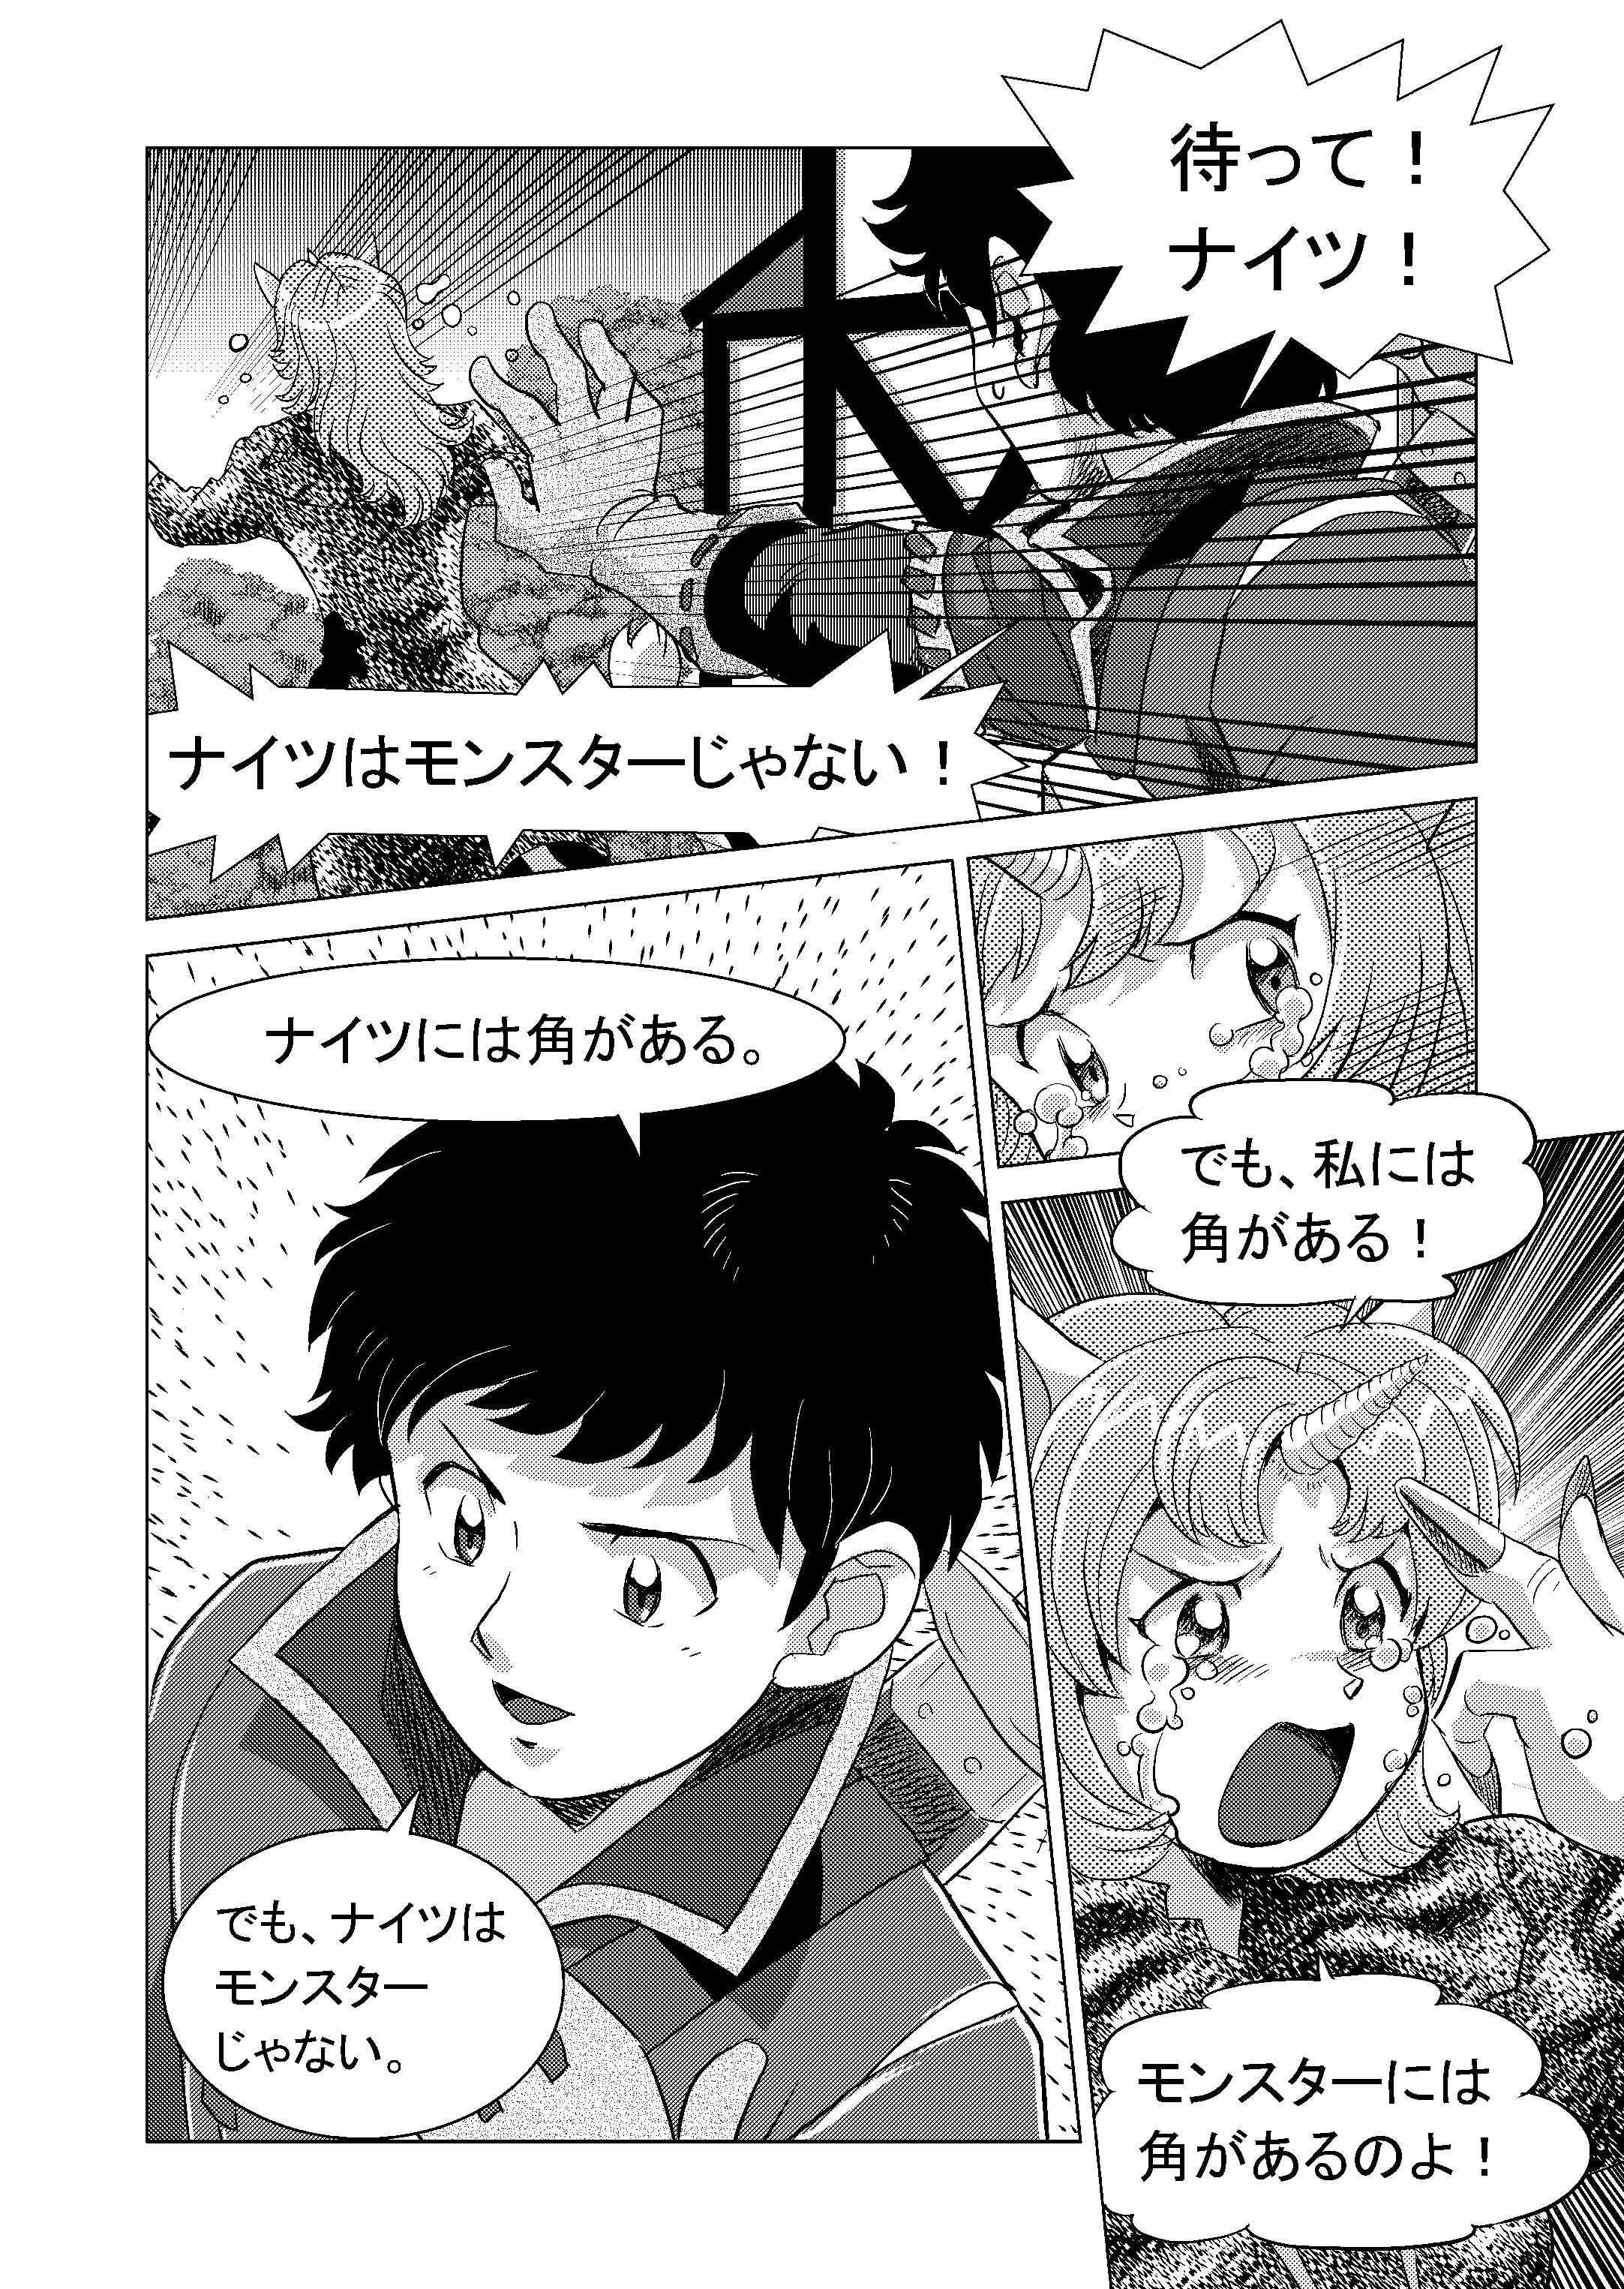 待って！
ナイツ！
ナイツはモンスターじゃない！
でも、私には
角がある！
モンスターには
角があるのよ！
ナイツには角がある。
でも、ナイツは
モンスター
じゃない。